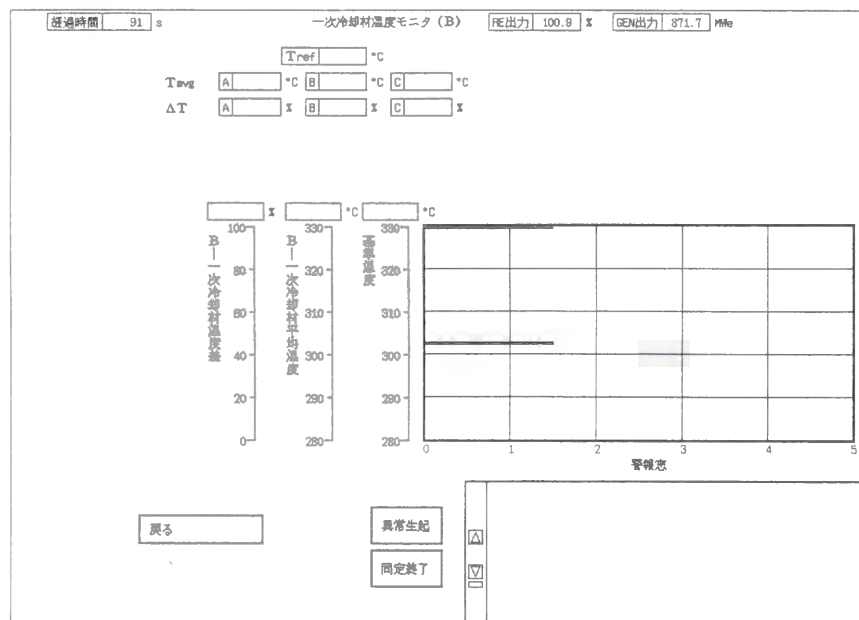 経過時間 91 s 一次冷却材温度モニタ(B) RE出力 100.9 % GEN出力 871.7 MWe
Tref °C
Tavg A °C B °C C °C
ΔT A % B % C %
% °C °C
B一一次冷却材温度差
100
80
60
40
20
0
B一一次冷却材平均温度
330
320
310
300
290
280
基準温度
330
320
310
300
290
280
0 1 2 3 4 5
警報窓
戻る
異常生起
同定終了
△
▽